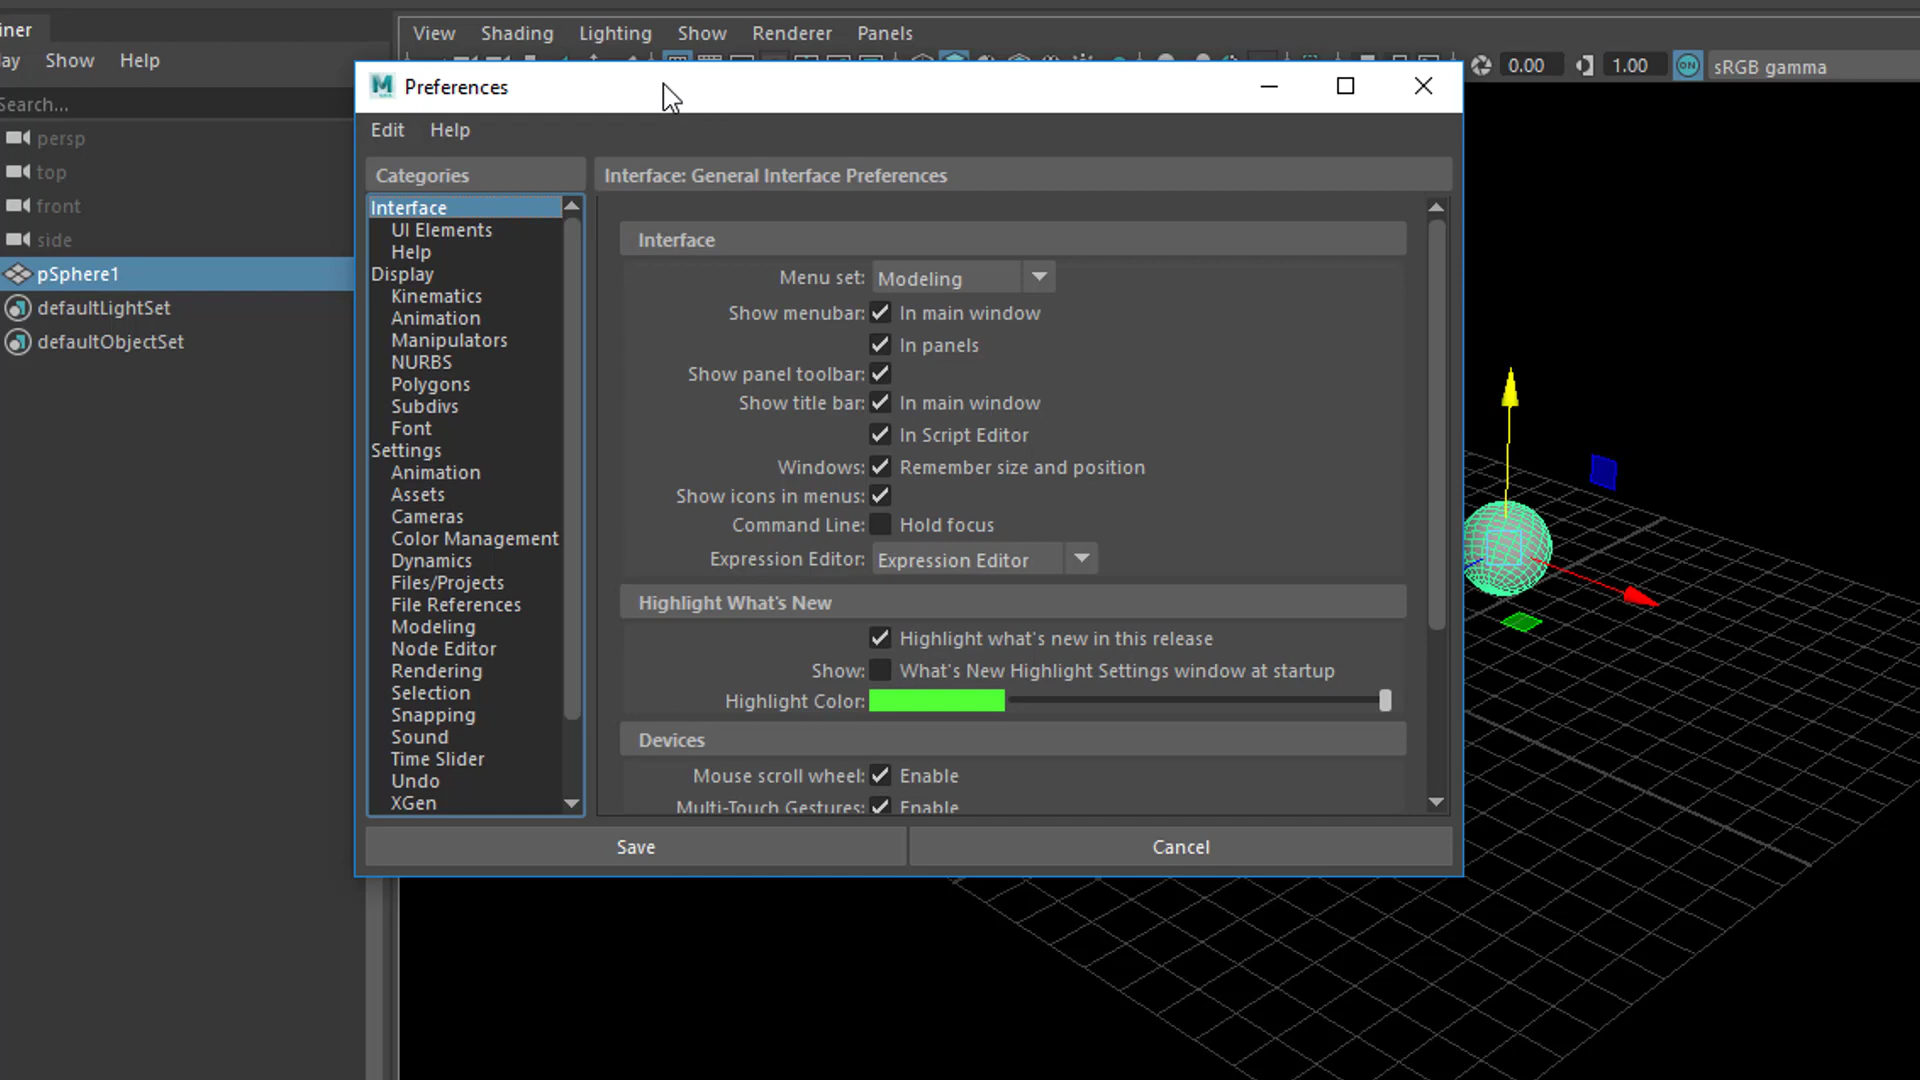 iner
lay Show Help
Search...
persp
top
front
side
pSphere1
defaultLightSet
defaultObjectSet
View Shading Lighting Show Renderer Panels
0.00 1.00 ON sRGB gamma
Preferences
Edit Help
Categories
Interface
UI Elements
Help
Display
Kinematics
Animation
Manipulators
NURBS
Polygons
Subdivs
Font
Settings
Animation
Assets
Cameras
Color Management
Dynamics
Files/Projects
File References
Modeling
Node Editor
Rendering
Selection
Snapping
Sound
Time Slider
Undo
XGen
Interface: General Interface Preferences
Interface
Menu set: Modeling
Show menubar: In main window
In panels
Show panel toolbar:
Show title bar: In main window
In Script Editor
Windows: Remember size and position
Show icons in menus:
Command Line: Hold focus
Expression Editor: Expression Editor
Highlight What's New
Highlight what's new in this release
Show: What's New Highlight Settings window at startup
Highlight Color:
Devices
Mouse scroll wheel: Enable
Multi-Touch Gestures: Enable
Save Cancel